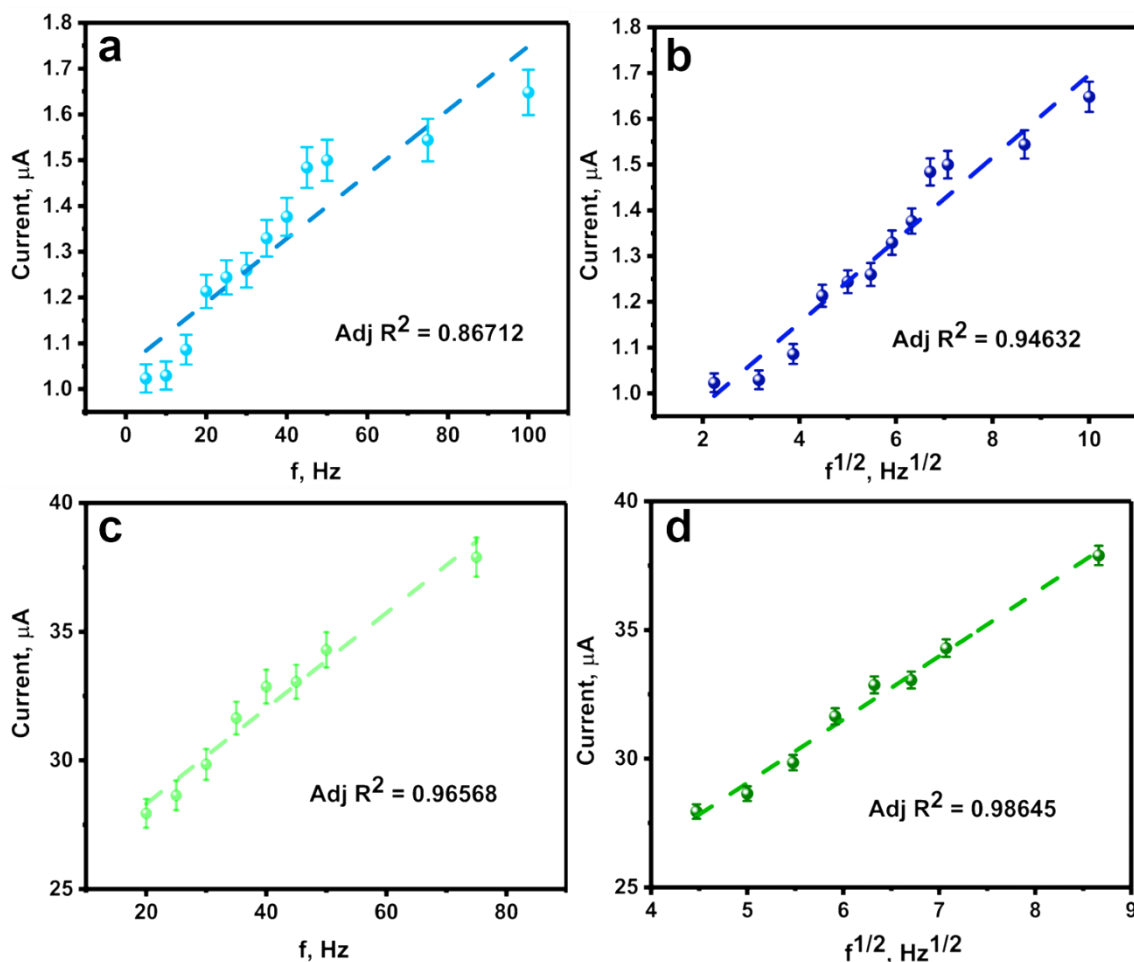 a
1.8
1.7
1.6
1.5
1.4
1.3
1.2
1.1
1.0
Current, µA
Adj R² = 0.86712
0 20 40 60 80 100
f, Hz
b
1.8
1.7
1.6
1.5
1.4
1.3
1.2
1.1
1.0
Current, µA
Adj R² = 0.94632
2 4 6 8 10
f^1/2, Hz^1/2
c
40
35
30
25
Current, µA
Adj R² = 0.96568
20 40 60 80
f, Hz
d
40
35
30
25
Current, µA
Adj R² = 0.98645
4 5 6 7 8 9
f^1/2, Hz^1/2